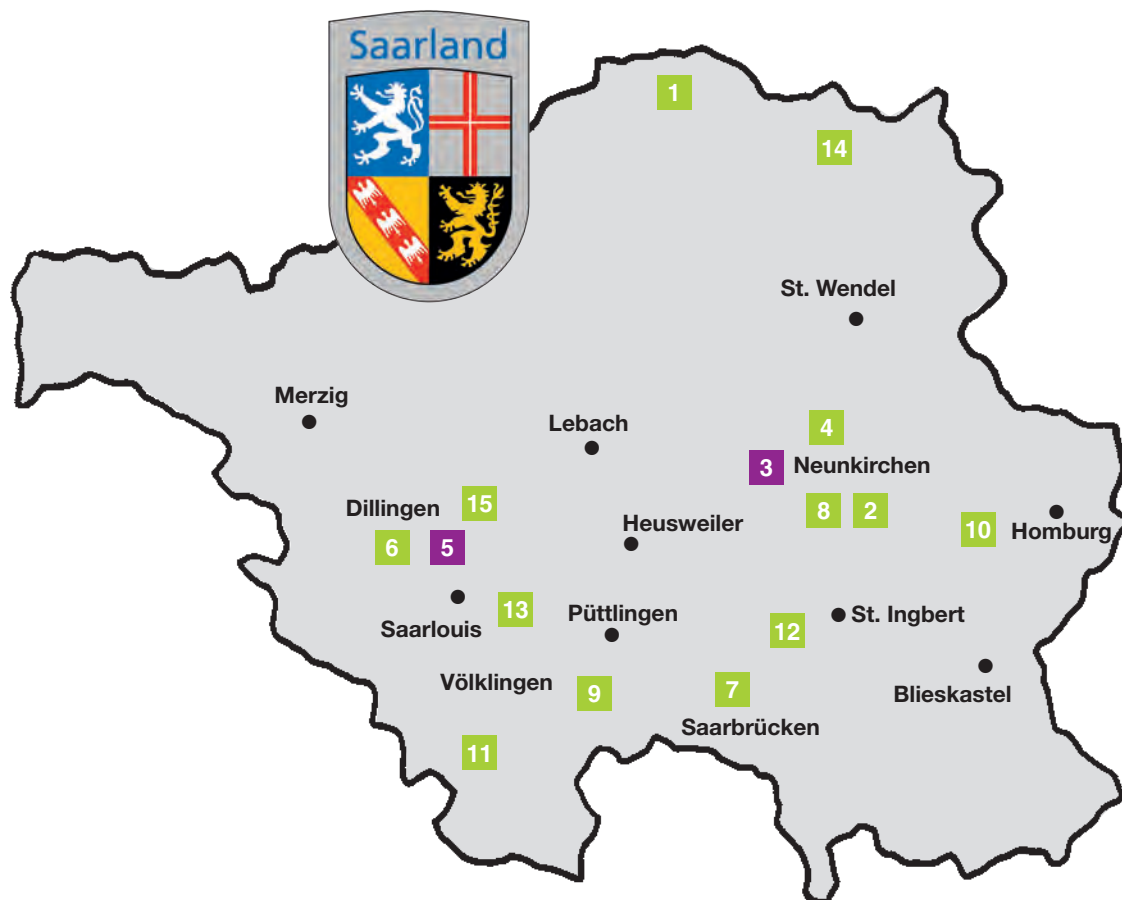 Saarland
1
14
St. Wendel
Merzig
Lebach
4
3 Neunkirchen
Dillingen 15
8 2
6 5
Heusweiler
10
Homburg
13
Saarlouis
Püttlingen
12
St. Ingbert
Völklingen
9
7
Blieskastel
Saarbrücken
11